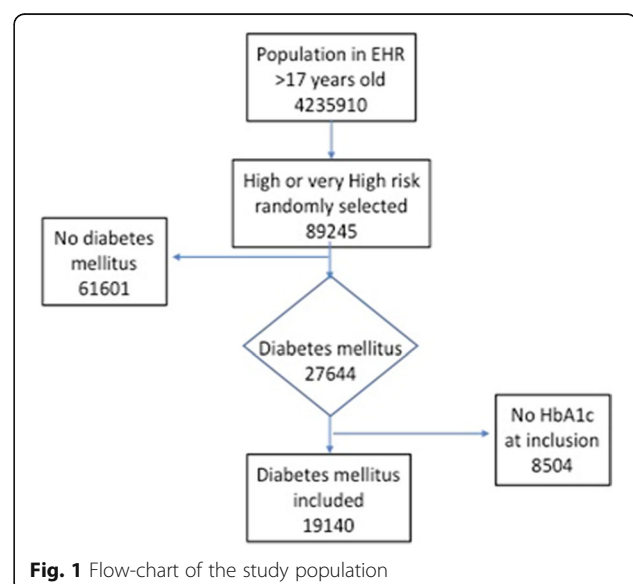 Population in EHR
>17 years old
4235910
High or very High risk
randomly selected
89245
No diabetes
mellitus
61601
Diabetes mellitus
27644
No HbA1c
at inclusion
8504
Diabetes mellitus
included
19140
Fig. 1 Flow-chart of the study population